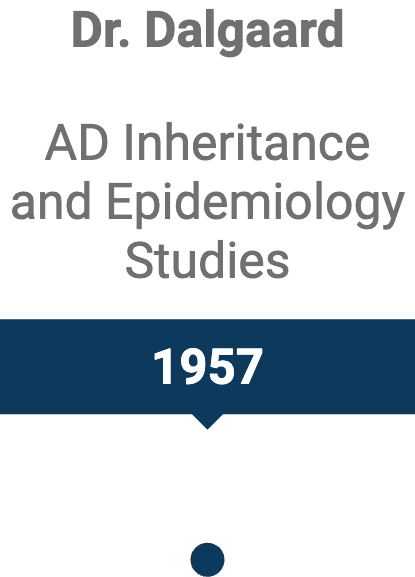 Dr. Dalgaard
AD Inheritance
and Epidemiology
Studies
1957